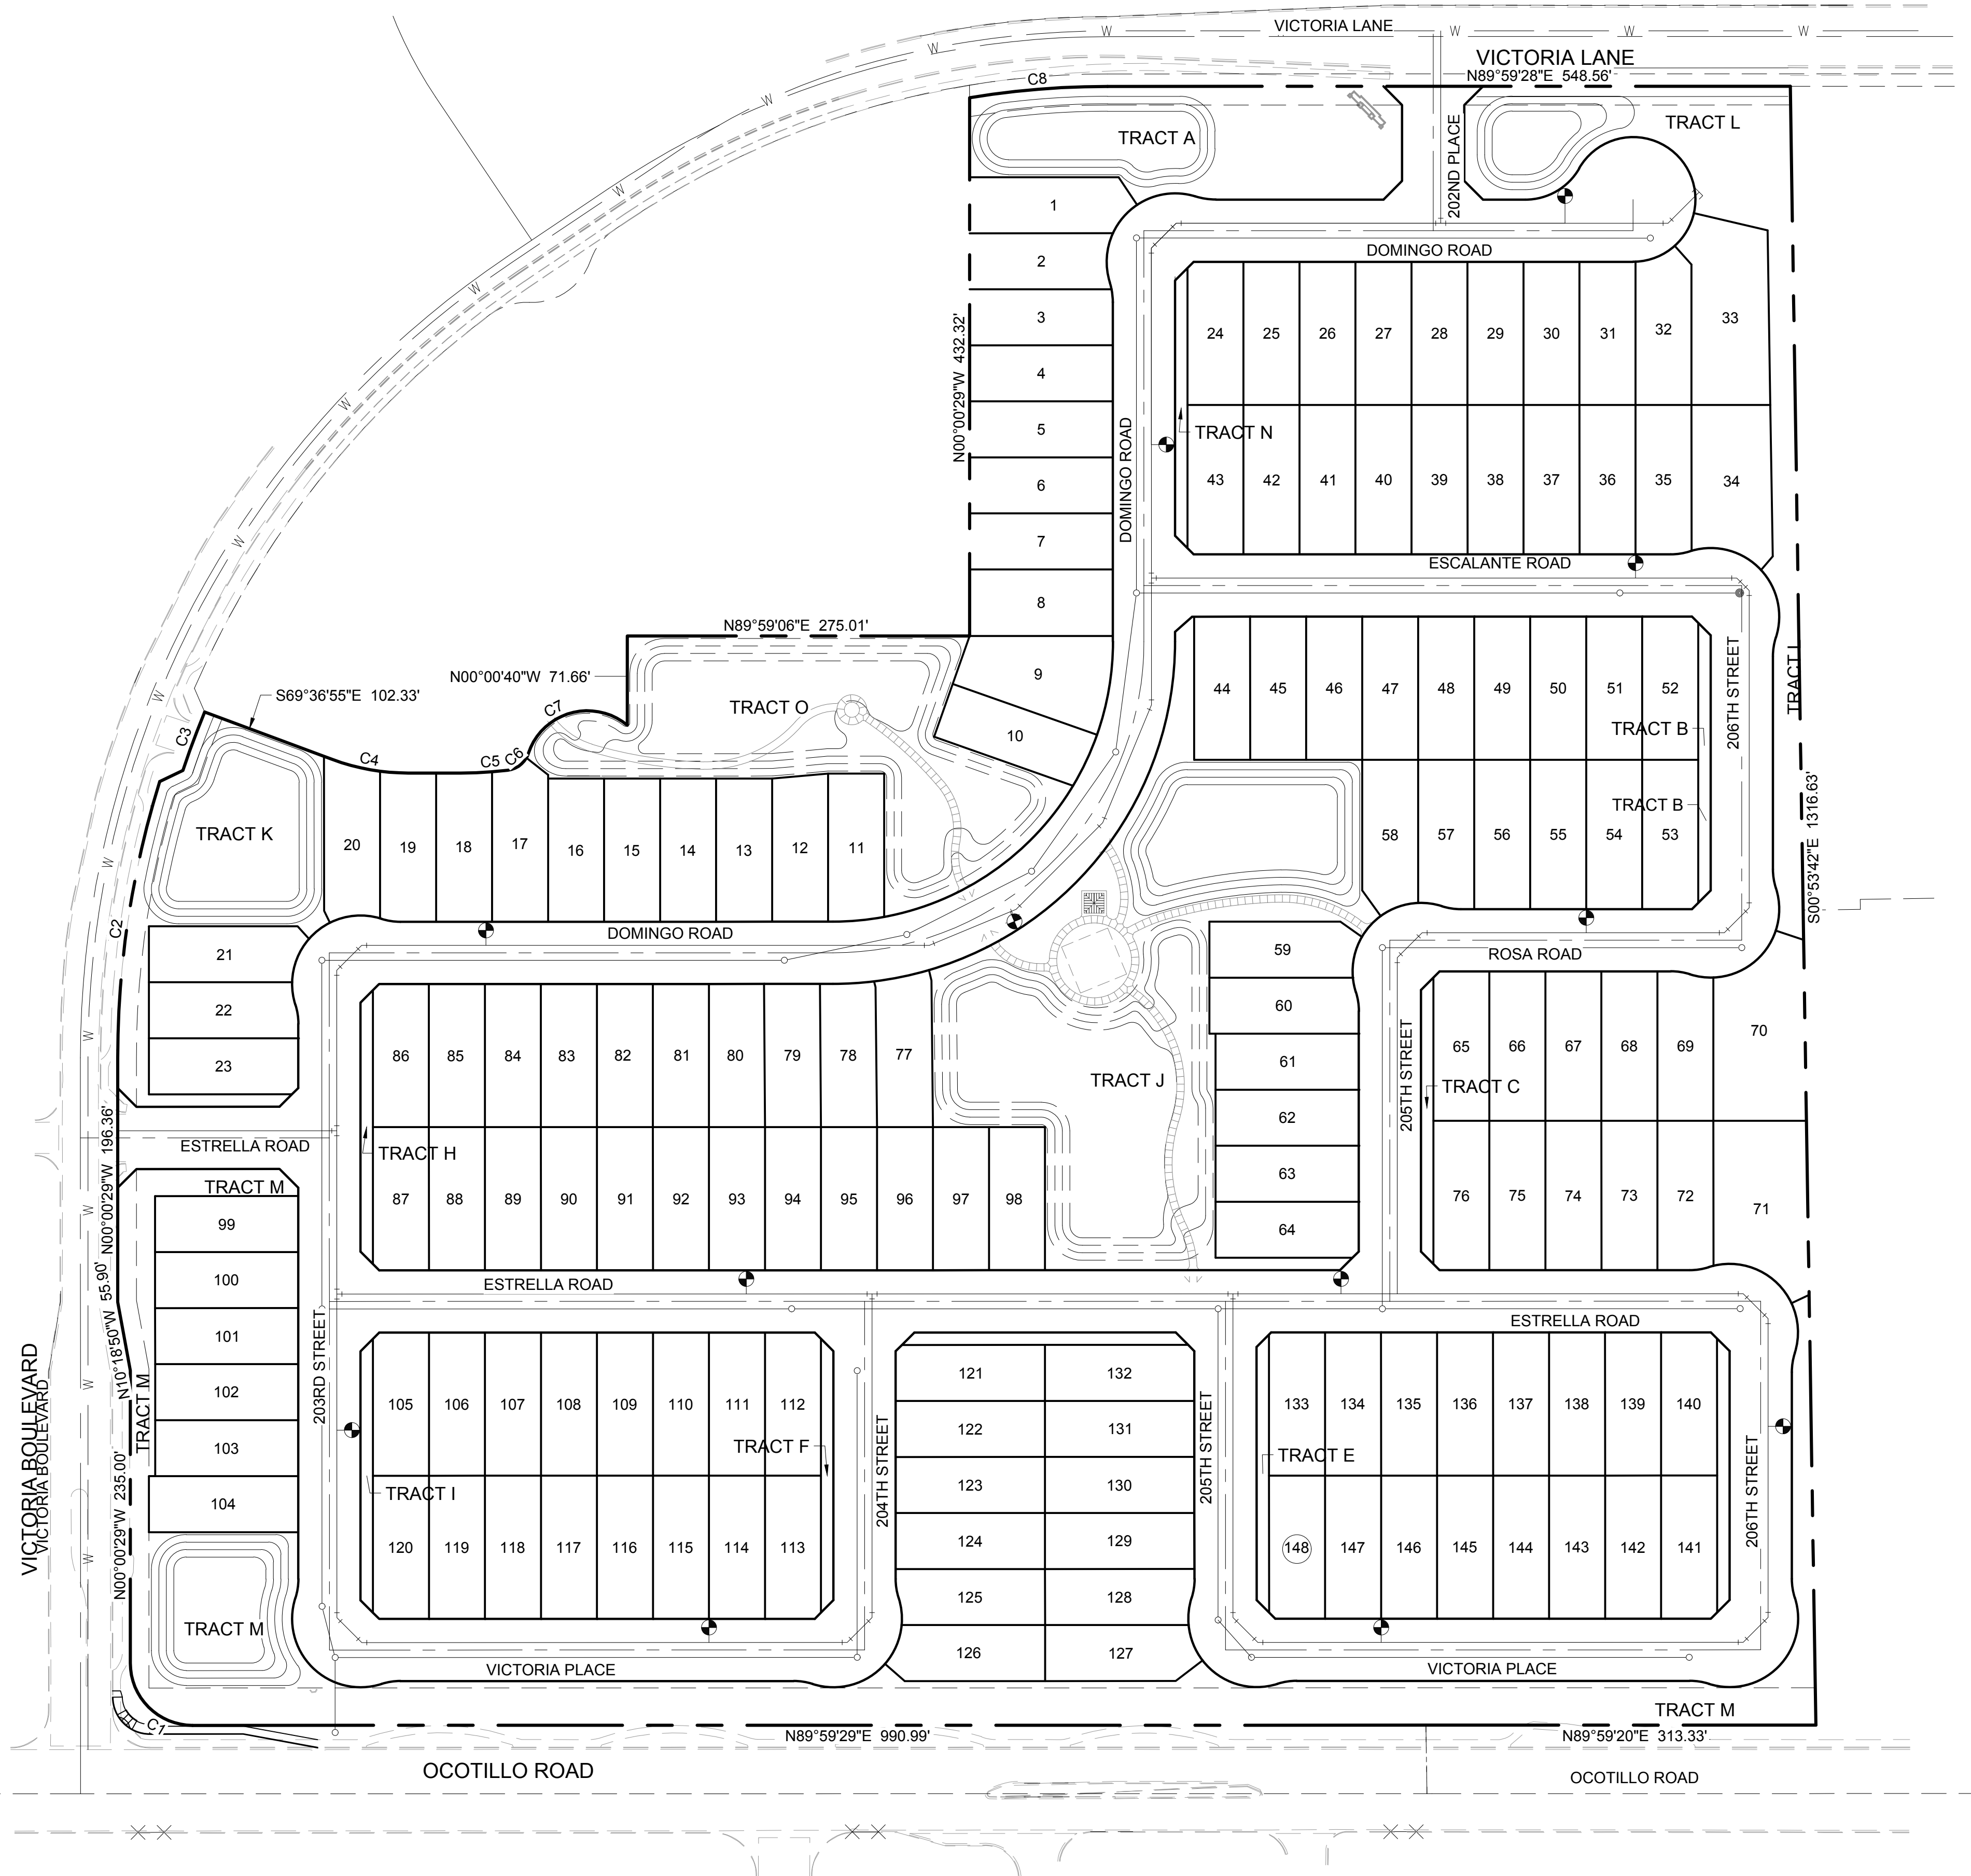 VICTORIA LANE
W
W
W
W
W
VICTORIA LANE
N89°59'28"E 548.56'
C8
W
TRACT A
202ND PLACE
TRACT L
W
1
DOMINGO ROAD
2
W
3
N00°00'29"W 432.32'
24
25
26
27
28
29
30
31
32
33
4
W
5
DOMINGO ROAD
TRACT N
6
43
42
41
40
39
38
37
36
35
34
7
W
ESCALANTE ROAD
8
N89°59'06"E 275.01'
N00°00'40"W 71.66'
9
206TH STREET
TRACT L
S69°36'55"E 102.33'
W
TRACT O
44
45
46
47
48
49
50
51
52
C7
C3
10
TRACT B
C4
C5
C6
TRACT B
S00°53'42"E 1316.63'
TRACT K
20
19
18
17
16
15
14
13
12
11
58
57
56
55
54
53
W
C2
DOMINGO ROAD
21
59
ROSA ROAD
22
60
W
23
86
85
84
83
82
81
80
79
78
77
61
205TH STREET
65
66
67
68
69
70
TRACT J
TRACT C
N00°00'29"W 196.36'
62
ESTRELLA ROAD
TRACT H
63
TRACT M
87
88
89
90
91
92
93
94
95
96
97
98
76
75
74
73
72
71
W
99
64
100
ESTRELLA ROAD
N10°18'50"W 55.90'
101
203RD STREET
ESTRELLA ROAD
VICTORIA BOULEVARD
VICTORIA BOULEVARD
W
102
121
132
TRACT M
105
106
107
108
109
110
111
112
133
134
135
136
137
138
139
140
103
TRACT F
204TH STREET
122
131
205TH STREET
TRACT E
206TH STREET
N00°00'29"W 235.00'
104
TRACT I
123
130
W
120
119
118
117
116
115
114
113
124
129
148
147
146
145
144
143
142
141
125
128
TRACT M
126
127
VICTORIA PLACE
VICTORIA PLACE
C1
TRACT M
N89°59'29"E 990.99'
N89°59'20"E 313.33'
OCOTILLO ROAD
OCOTILLO ROAD